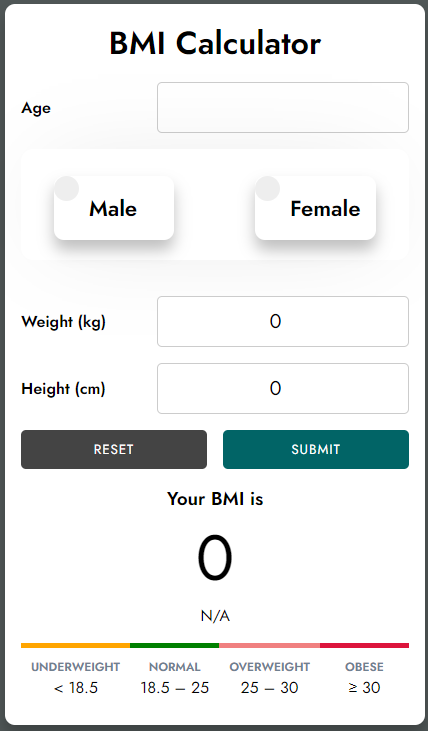 BMI Calculator
Age
Male Female
Weight (kg) 0
Height (cm) 0
RESET SUBMIT
Your BMI is
0
N/A
UNDERWEIGHT NORMAL OVERWEIGHT OBESE
< 18.5 18.5 – 25 25 – 30 ≥ 30